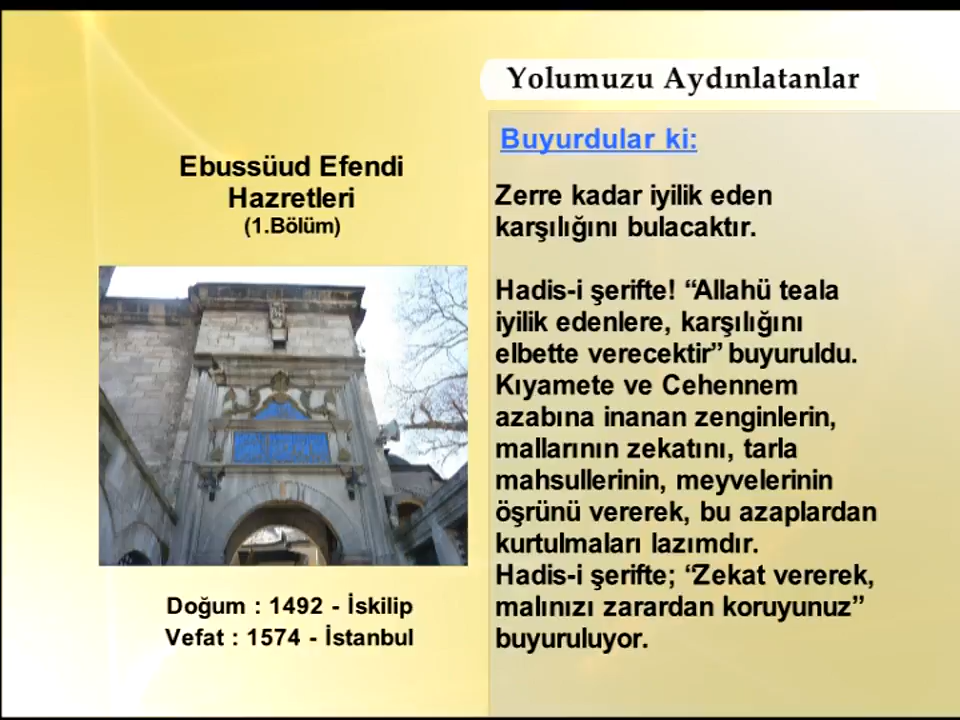 Yolumuzu Aydınlatanlar
Ebussüud Efendi
Hazretleri
(1.Bölüm)
Doğum : 1492 - İskilip
Vefat : 1574 - İstanbul
Buyurdular ki:
Zerre kadar iyilik eden
karşılığını bulacaktır.
Hadis-i şerifte! “Allahü teala
iyilik edenlere, karşılığını
elbette verecektir” buyuruldu.
Kıyamete ve Cehennem
azabına inanan zenginlerin,
mallarının zekatını, tarla
mahsullerinin, meyvelerinin
öşrünü vererek, bu azaplardan
kurtulmaları lazımdır.
Hadis-i şerifte; “Zekat vererek,
malınızı zarardan koruyunuz”
buyuruluyor.